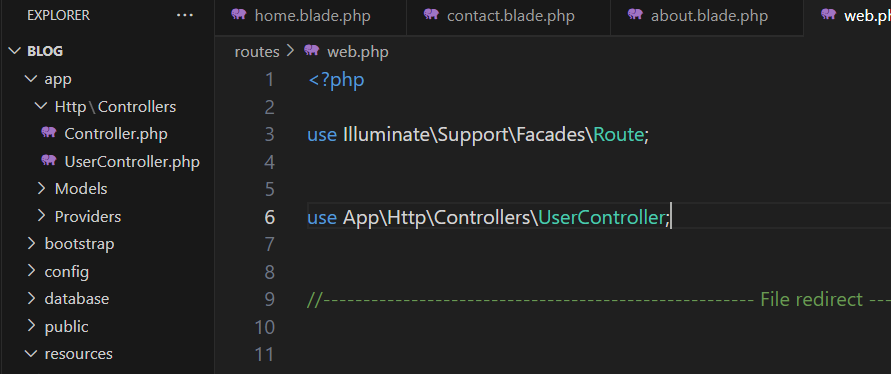 EXPLORER ...
home.blade.php contact.blade.php about.blade.php web.ph
BLOG
app
Http\Controllers
Controller.php
UserController.php
Models
Providers
bootstrap
config
database
public
resources
routes > web.php
1 <?php
2
3 use Illuminate\Support\Facades\Route;
4
5
6 use App\Http\Controllers\UserController;
7
8
9 //---------------------------------------------------- File redirect ---
10
11